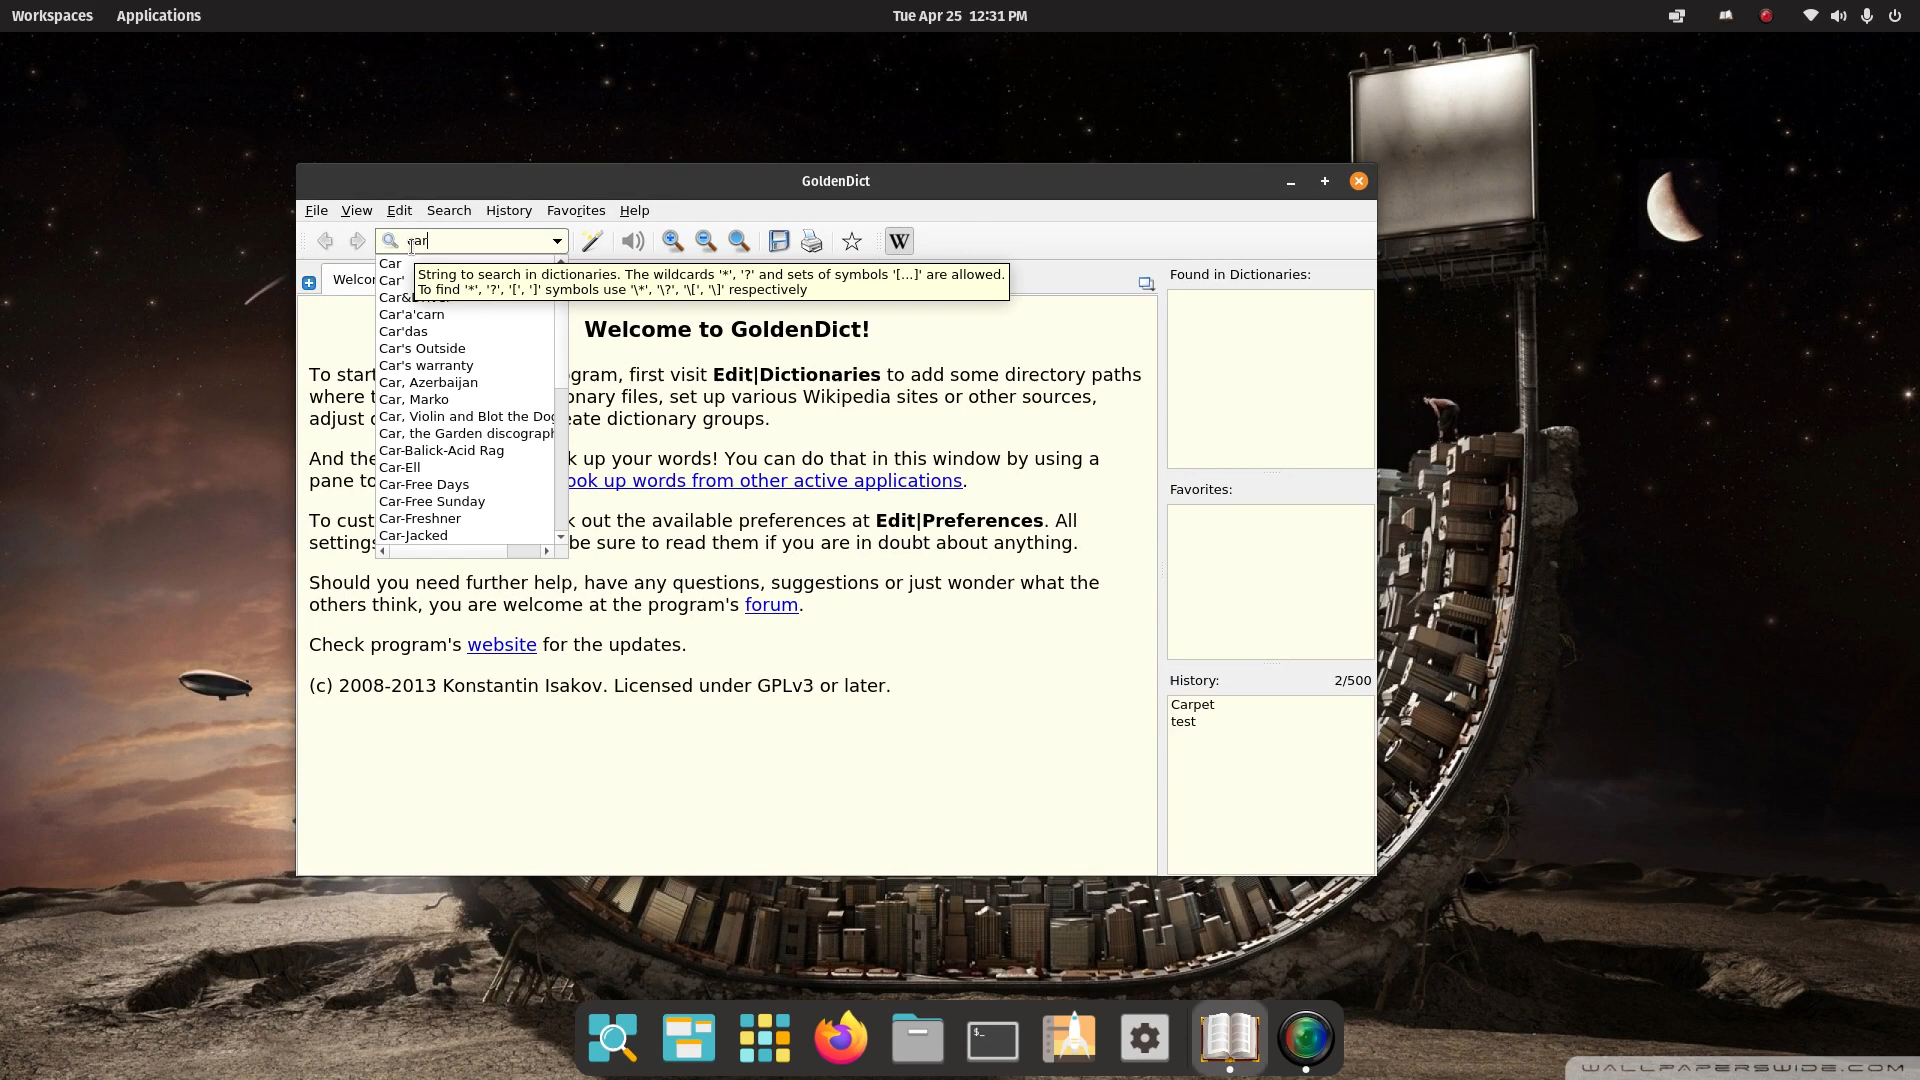 Workspaces Applications Tue Apr 25 12:31 PM
GoldenDict
File View Edit Search History Favorites Help
car
W
Car
Car'
Car'a'carn
Car'das
Car's Outside
Car's warranty
Car, Azerbaijan
Car, Marko
Car, Violin and Blot the Dog
Car, the Garden discograph
Car-Balick-Acid Rag
Car-Ell
Car-Free Days
Car-Free Sunday
Car-Freshner
Car-Jacked
String to search in dictionaries. The wildcards '*', '?' and sets of symbols '[...]' are allowed.
To find '*', '?', '[', ']' symbols use '\*', '\?', '\[', '\]' respectively
Welcome to GoldenDict!
To start gram, first visit Edit|Dictionaries to add some directory paths
where onary files, set up various Wikipedia sites or other sources,
adjust eate dictionary groups.
And the k up your words! You can do that in this window by using a
pane to ook up words from other active applications.
To cust k out the available preferences at Edit|Preferences. All
settings be sure to read them if you are in doubt about anything.
Should you need further help, have any questions, suggestions or just wonder what the
others think, you are welcome at the program's forum.
Check program's website for the updates.
(c) 2008-2013 Konstantin Isakov. Licensed under GPLv3 or later.
Found in Dictionaries:
Favorites:
History: 2/500
Carpet
test
$_
WALLPAPERSWIDE.COM